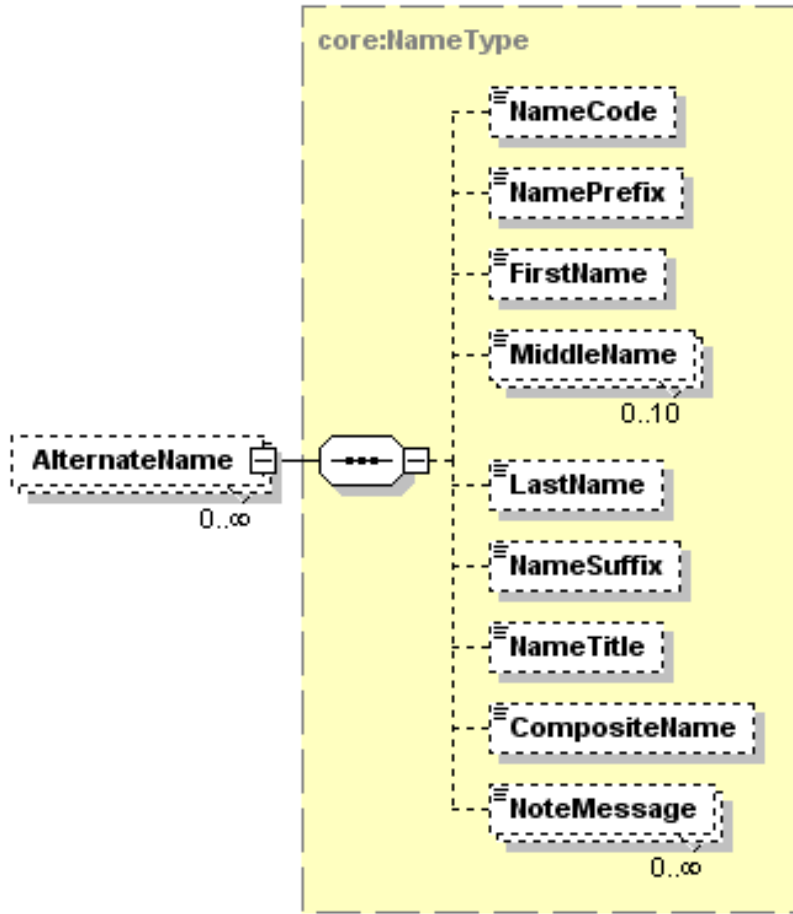 core:NameType
NameCode
NamePrefix
FirstName
MiddleName
0..10
AlternateName
0..∞
LastName
NameSuffix
NameTitle
CompositeName
NoteMessage
0..∞